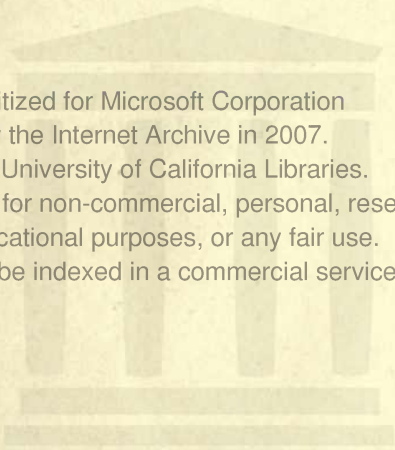 itized for Microsoft Corporation
the Internet Archive in 2007.
University of California Libraries.
for non-commercial, personal, rese
cational purposes, or any fair use.
be indexed in a commercial service